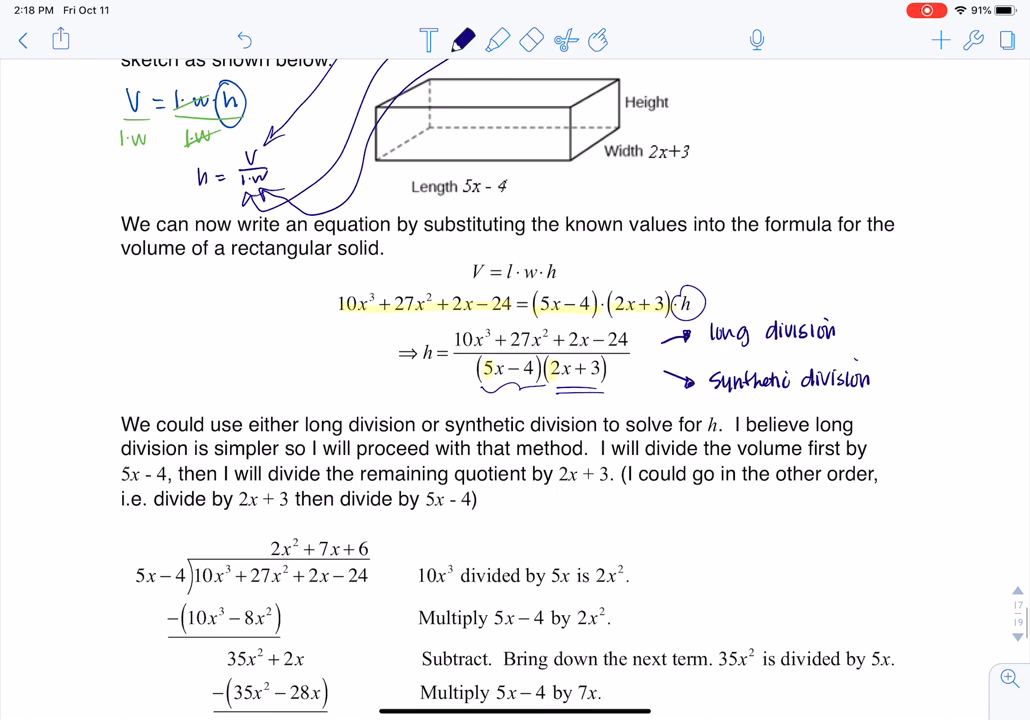 2:18 PM Fri Oct 11
91%
sketch as shown below.
V = l·w·h
l·w l·w
h = V / l·w
Height
Width 2x+3
Length 5x - 4
We can now write an equation by substituting the known values into the formula for the
volume of a rectangular solid.
V = l · w · h
10x³ + 27x² + 2x − 24 = (5x − 4)·(2x + 3)·h
⇒ h = 10x³ + 27x² + 2x − 24 / (5x − 4)(2x + 3)
→ long division
→ synthetic division
We could use either long division or synthetic division to solve for h. I believe long
division is simpler so I will proceed with that method. I will divide the volume first by
5x - 4, then I will divide the remaining quotient by 2x + 3. (I could go in the other order,
i.e. divide by 2x + 3 then divide by 5x - 4)
2x² + 7x + 6
5x − 4)10x³ + 27x² + 2x − 24 10x³ divided by 5x is 2x².
−(10x³ − 8x²) Multiply 5x − 4 by 2x².
35x² + 2x Subtract. Bring down the next term. 35x² is divided by 5x.
−(35x² − 28x) Multiply 5x − 4 by 7x.
17
19